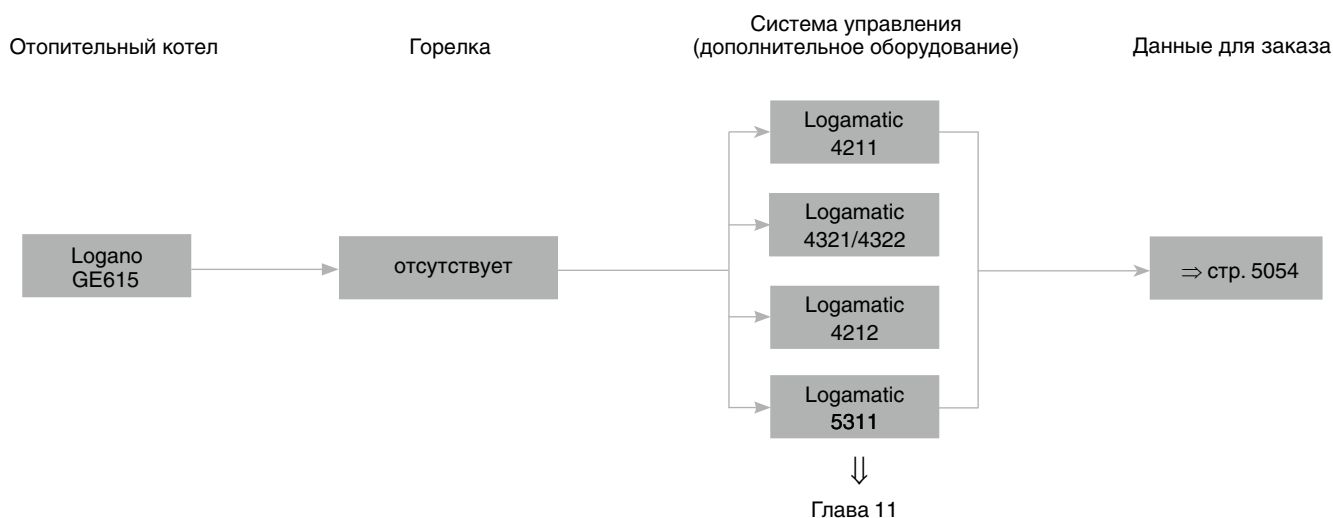 Отопительный котел
Горелка
Система управления
(дополнительное оборудование)
Данные для заказа
Logano
GE615
отсутствует
Logamatic
4211
Logamatic
4321/4322
Logamatic
4212
Logamatic
5311
⇒ стр. 5054
⇓
Глава 11